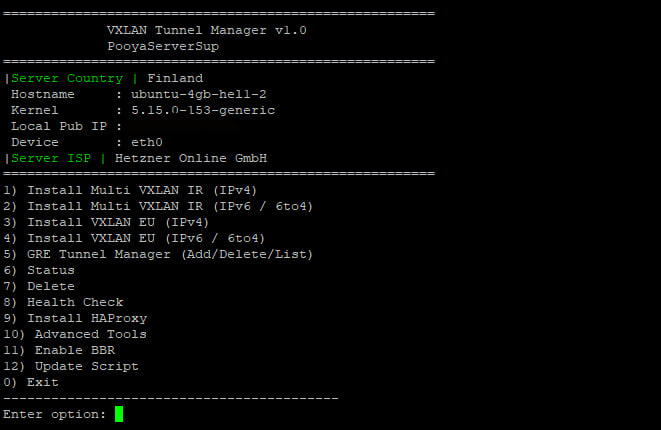 ======================================================
VXLAN Tunnel Manager v1.0
PooyaServerSup
======================================================
|Server Country | Finland
Hostname : ubuntu-4gb-hel1-2
Kernel : 5.15.0-153-generic
Local Pub IP :
Device : eth0
|Server ISP | Hetzner Online GmbH
======================================================
1) Install Multi VXLAN IR (IPv4)
2) Install Multi VXLAN IR (IPv6 / 6to4)
3) Install VXLAN EU (IPv4)
4) Install VXLAN EU (IPv6 / 6to4)
5) GRE Tunnel Manager (Add/Delete/List)
6) Status
7) Delete
8) Health Check
9) Install HAProxy
10) Advanced Tools
11) Enable BBR
12) Update Script
0) Exit
------------------------------------------
Enter option: